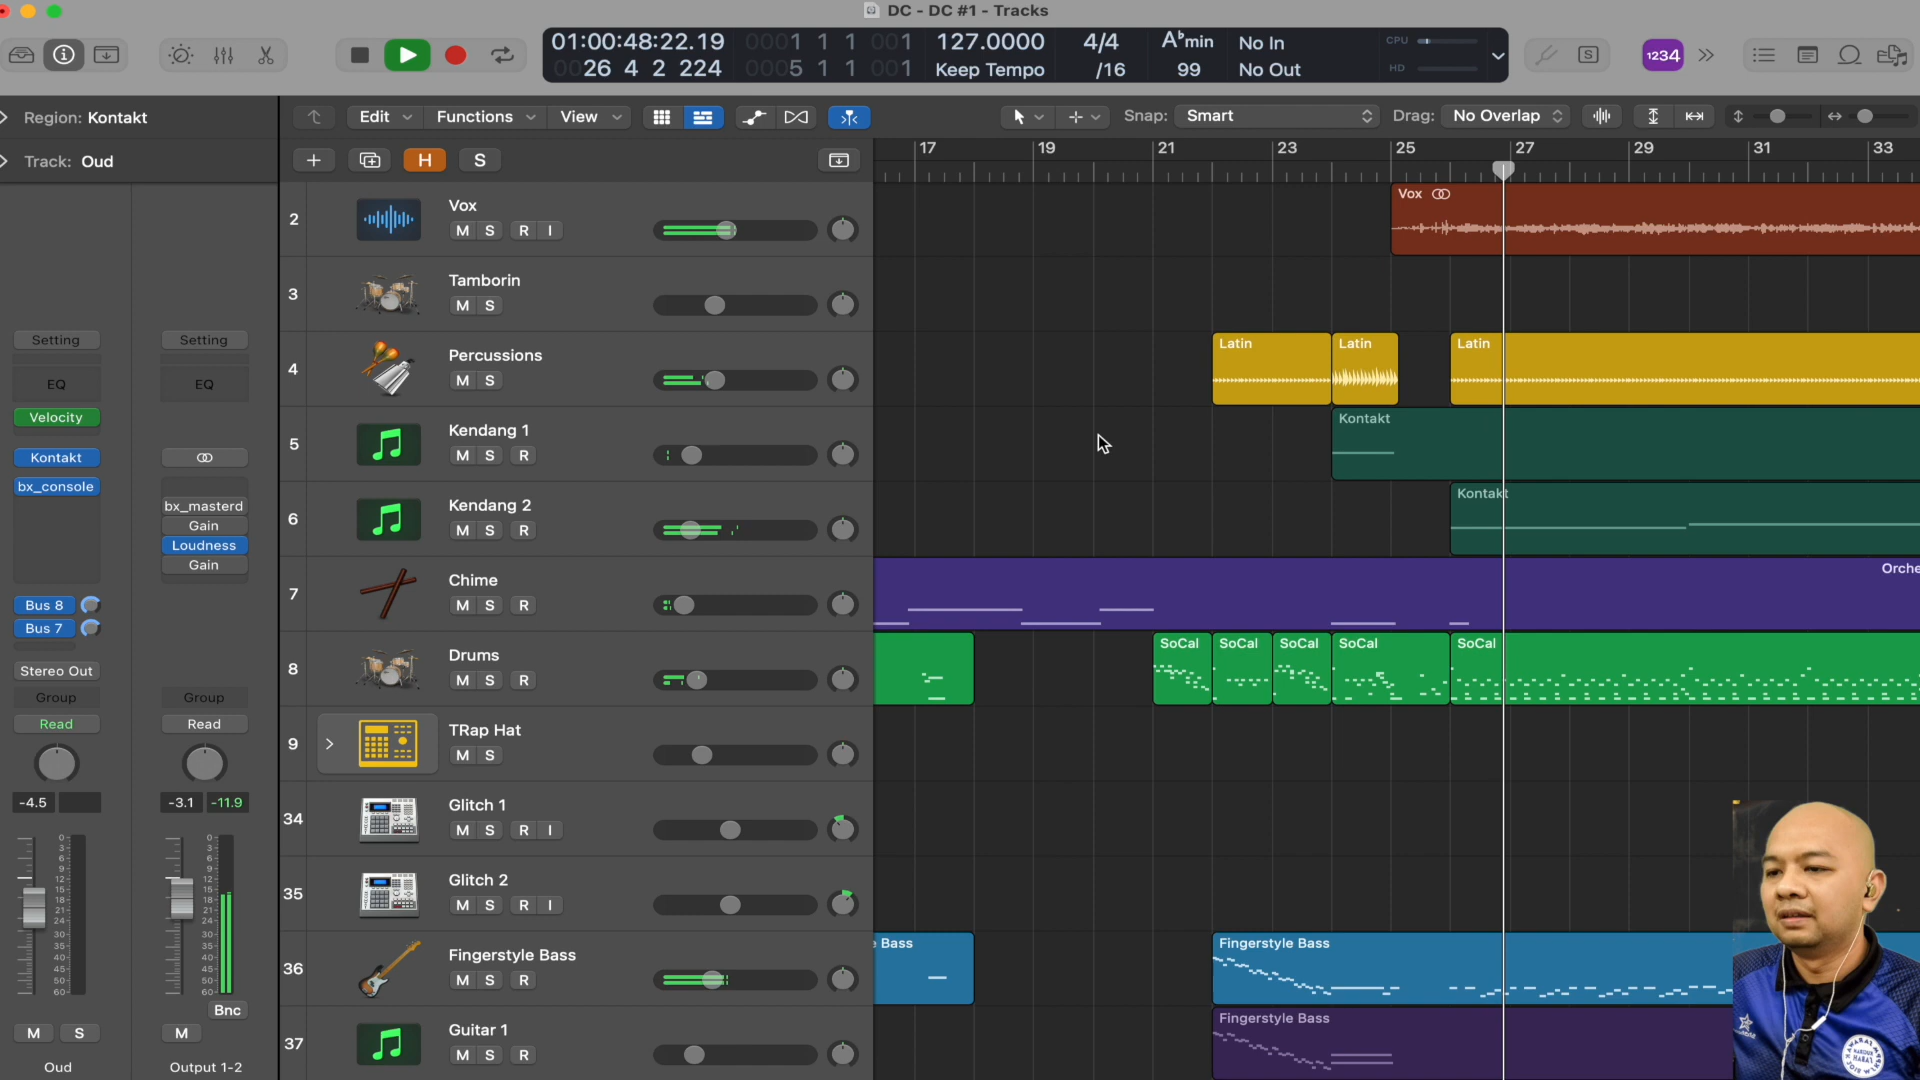 DC - DC #1 - Tracks
01:00:48:22.19
26 4 2 224
0001 1 1 001
0005 1 1 001
127.0000
Keep Tempo
4/4
/16
A♭min
99
No In
No Out
CPU
HD
1234
Region: Kontakt
Track: Oud
Edit
Functions
View
Snap: Smart
Drag: No Overlap
H
S
17 19 21 23 25 27 29 31 33
2
Vox
M S R I
Vox
3
Tamborin
M S
4
Percussions
M S
Latin
Latin
Latin
5
Kendang 1
M S R
Kontakt
6
Kendang 2
M S R
Kontakt
7
Chime
M S R
Orche
8
Drums
M S R
SoCal
SoCal
SoCal
SoCal
SoCal
9
TRap Hat
M S
34
Glitch 1
M S R I
35
Glitch 2
M S R I
36
Fingerstyle Bass
M S R
Bass
Fingerstyle Bass
37
Guitar 1
M S R
Fingerstyle Bass
Setting
EQ
Velocity
Kontakt
bx_console
Bus 8
Bus 7
Stereo Out
Group
Read
-4.5
M S
Oud
Setting
EQ
bx_masterd
Gain
Loudness
Gain
Group
Read
-3.1 -11.9
Bnc
M
Output 1-2